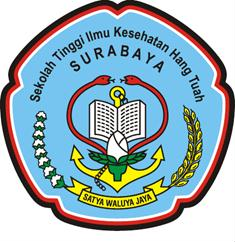 Sekolah Tinggi Ilmu Kesehatan Hang Tuah
SURABAYA
SATYA WALUYA JAYA